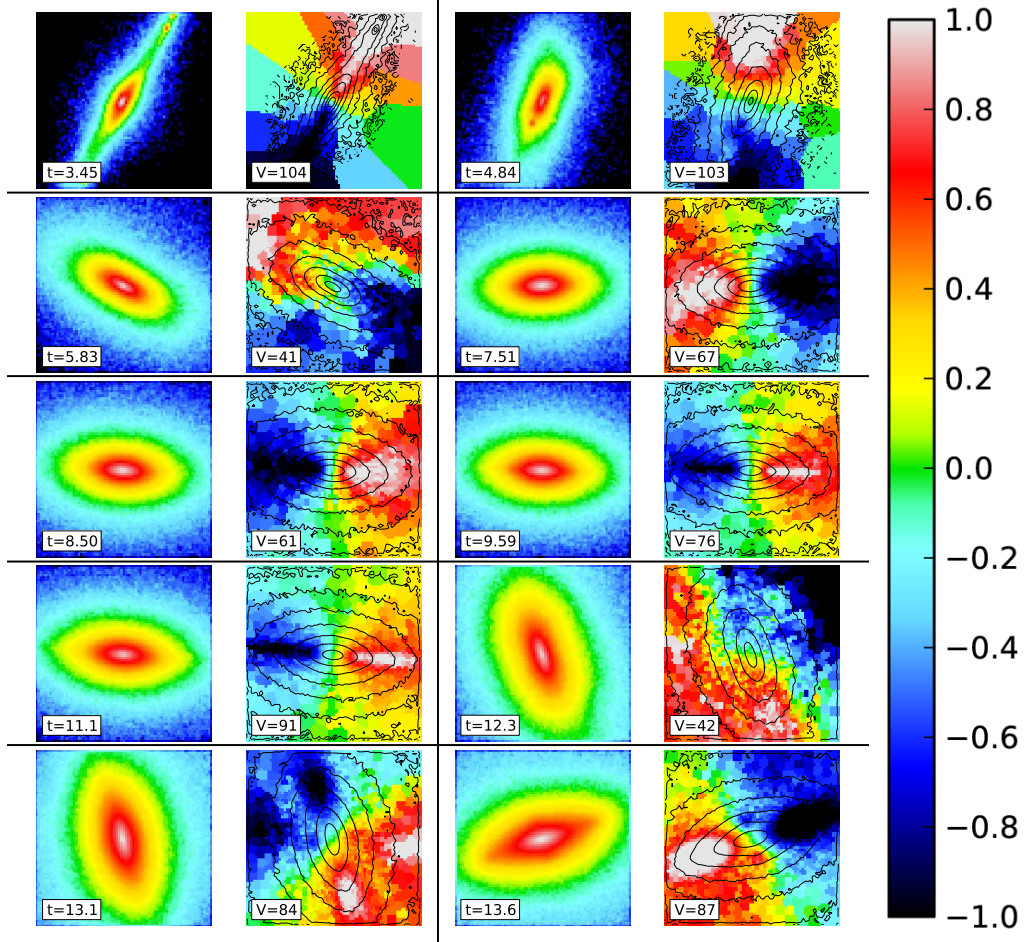 t=3.45 V=104 t=4.84 V=103
t=5.83 V=41 t=7.51 V=67
t=8.50 V=61 t=9.59 V=76
t=11.1 V=91 t=12.3 V=42
t=13.1 V=84 t=13.6 V=87
1.0
0.8
0.6
0.4
0.2
0.0
−0.2
−0.4
−0.6
−0.8
−1.0